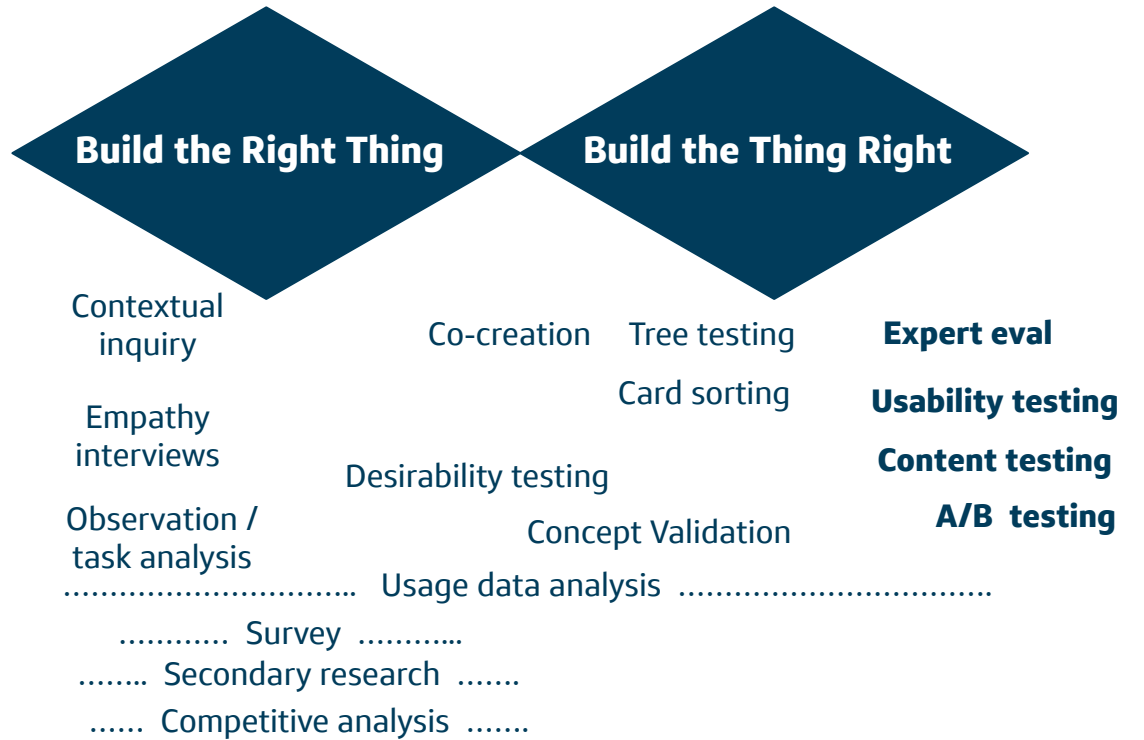 Build the Right Thing
Build the Thing Right
Contextual
inquiry
Co-creation
Tree testing
Expert eval
Card sorting
Usability testing
Empathy
interviews
Content testing
Desirability testing
Observation /
task analysis
A/B testing
Concept Validation
................................ Usage data analysis ..................................
............ Survey ...........
........ Secondary research .......
...... Competitive analysis .......